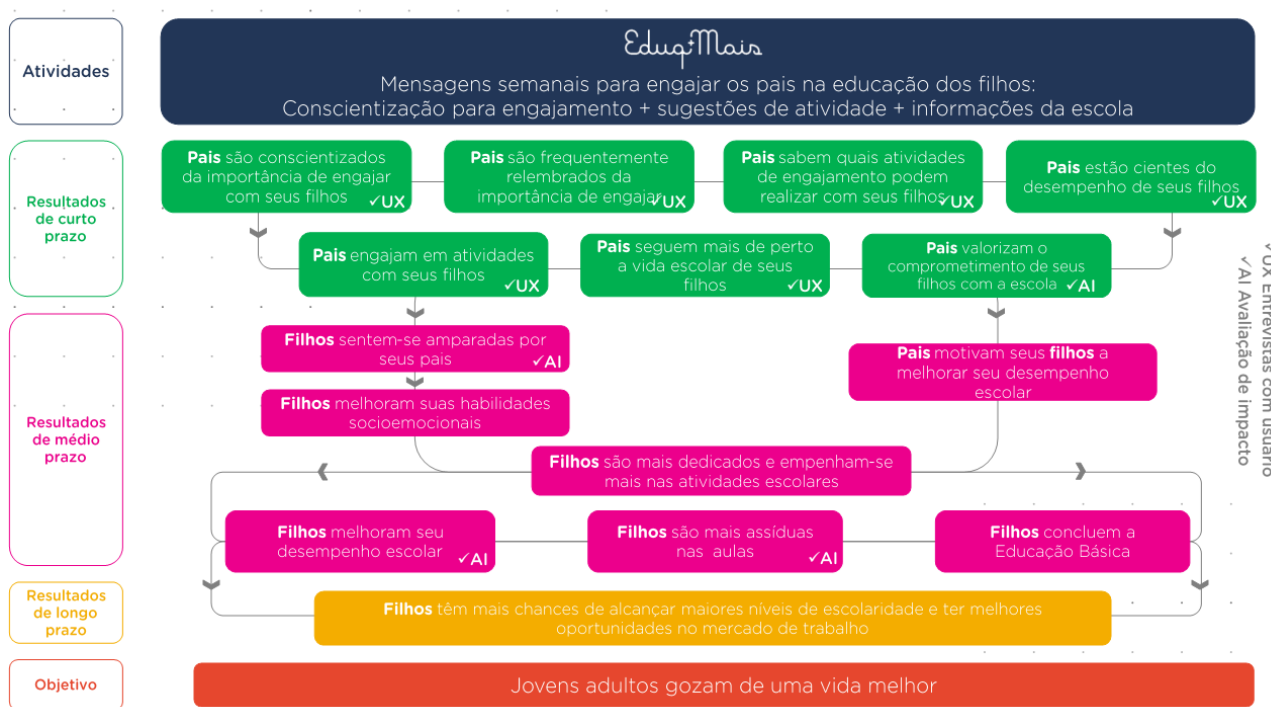 Atividades
Eduq+Mais
Mensagens semanais para engajar os pais na educação dos filhos:
Conscientização para engajamento + sugestões de atividade + informações da escola
Resultados
de curto
prazo
Pais são conscientizados
da importância de engajar
com seus filhos
✓UX
Pais são frequentemente
relembrados da
importância de engajar
✓UX
Pais sabem quais atividades
de engajamento podem
realizar com seus filhos
✓UX
Pais estão cientes do
desempenho de seus filhos
✓UX
Pais engajam em atividades
com seus filhos
✓UX
Pais seguem mais de perto
a vida escolar de seus
filhos
✓UX
Pais valorizam o
comprometimento de seus
filhos com a escola
✓AI
✓UX Entrevistas com usuário
✓AI Avaliação de impacto
Resultados
de médio
prazo
Filhos sentem-se amparadas por
seus pais
✓AI
Pais motivam seus filhos a
melhorar seu desempenho
escolar
Filhos melhoram suas habilidades
socioemocionais
Filhos são mais dedicados e empenham-se
mais nas atividades escolares
Filhos melhoram seu
desempenho escolar
✓AI
Filhos são mais assíduas
nas aulas
✓AI
Filhos concluem a
Educação Básica
Resultados
de longo
prazo
Filhos têm mais chances de alcançar maiores níveis de escolaridade e ter melhores
oportunidades no mercado de trabalho
Objetivo
Jovens adultos gozam de uma vida melhor